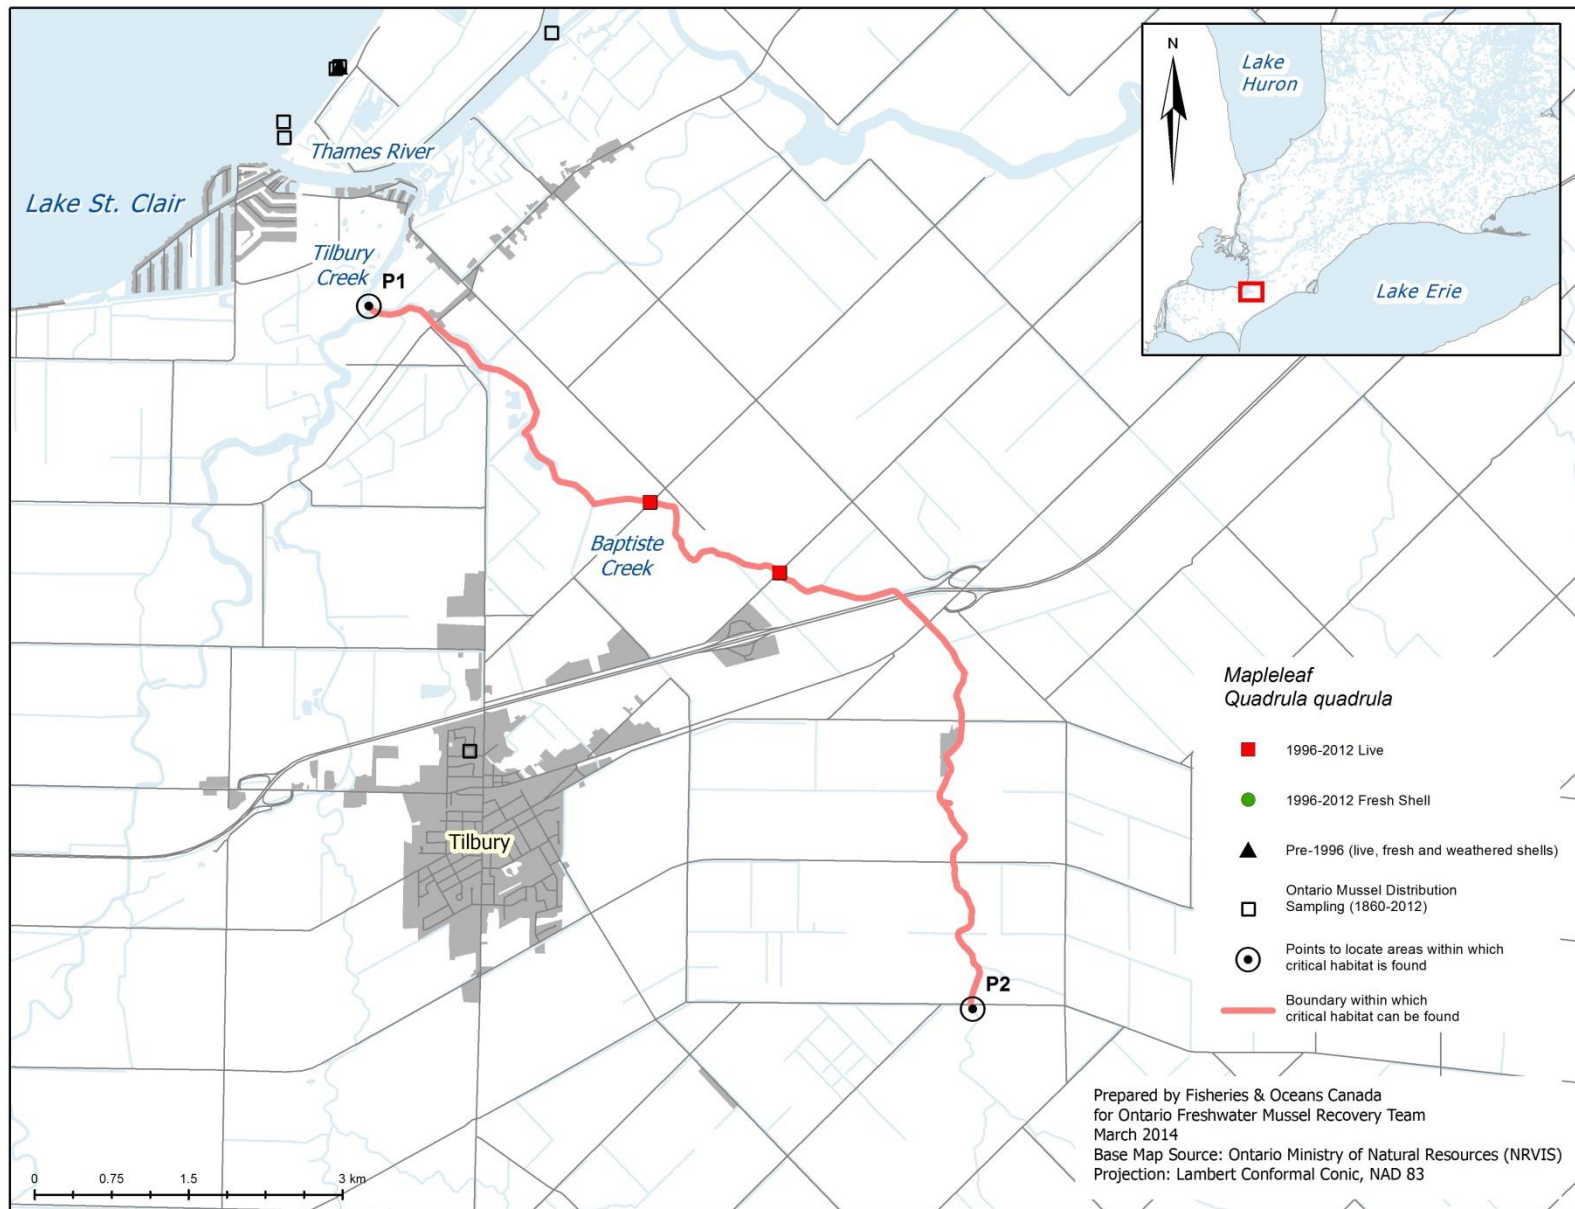 N
Lake
Huron
Lake Erie
Thames River
Lake St. Clair
Tilbury
Creek
P1
Baptiste
Creek
Tilbury
P2
Mapleleaf
Quadrula quadrula
1996-2012 Live
1996-2012 Fresh Shell
Pre-1996 (live, fresh and weathered shells)
Ontario Mussel Distribution
Sampling (1860-2012)
Points to locate areas within which
critical habitat is found
Boundary within which
critical habitat can be found
Prepared by Fisheries & Oceans Canada
for Ontario Freshwater Mussel Recovery Team
March 2014
Base Map Source: Ontario Ministry of Natural Resources (NRVIS)
Projection: Lambert Conformal Conic, NAD 83
0 0.75 1.5 3 km